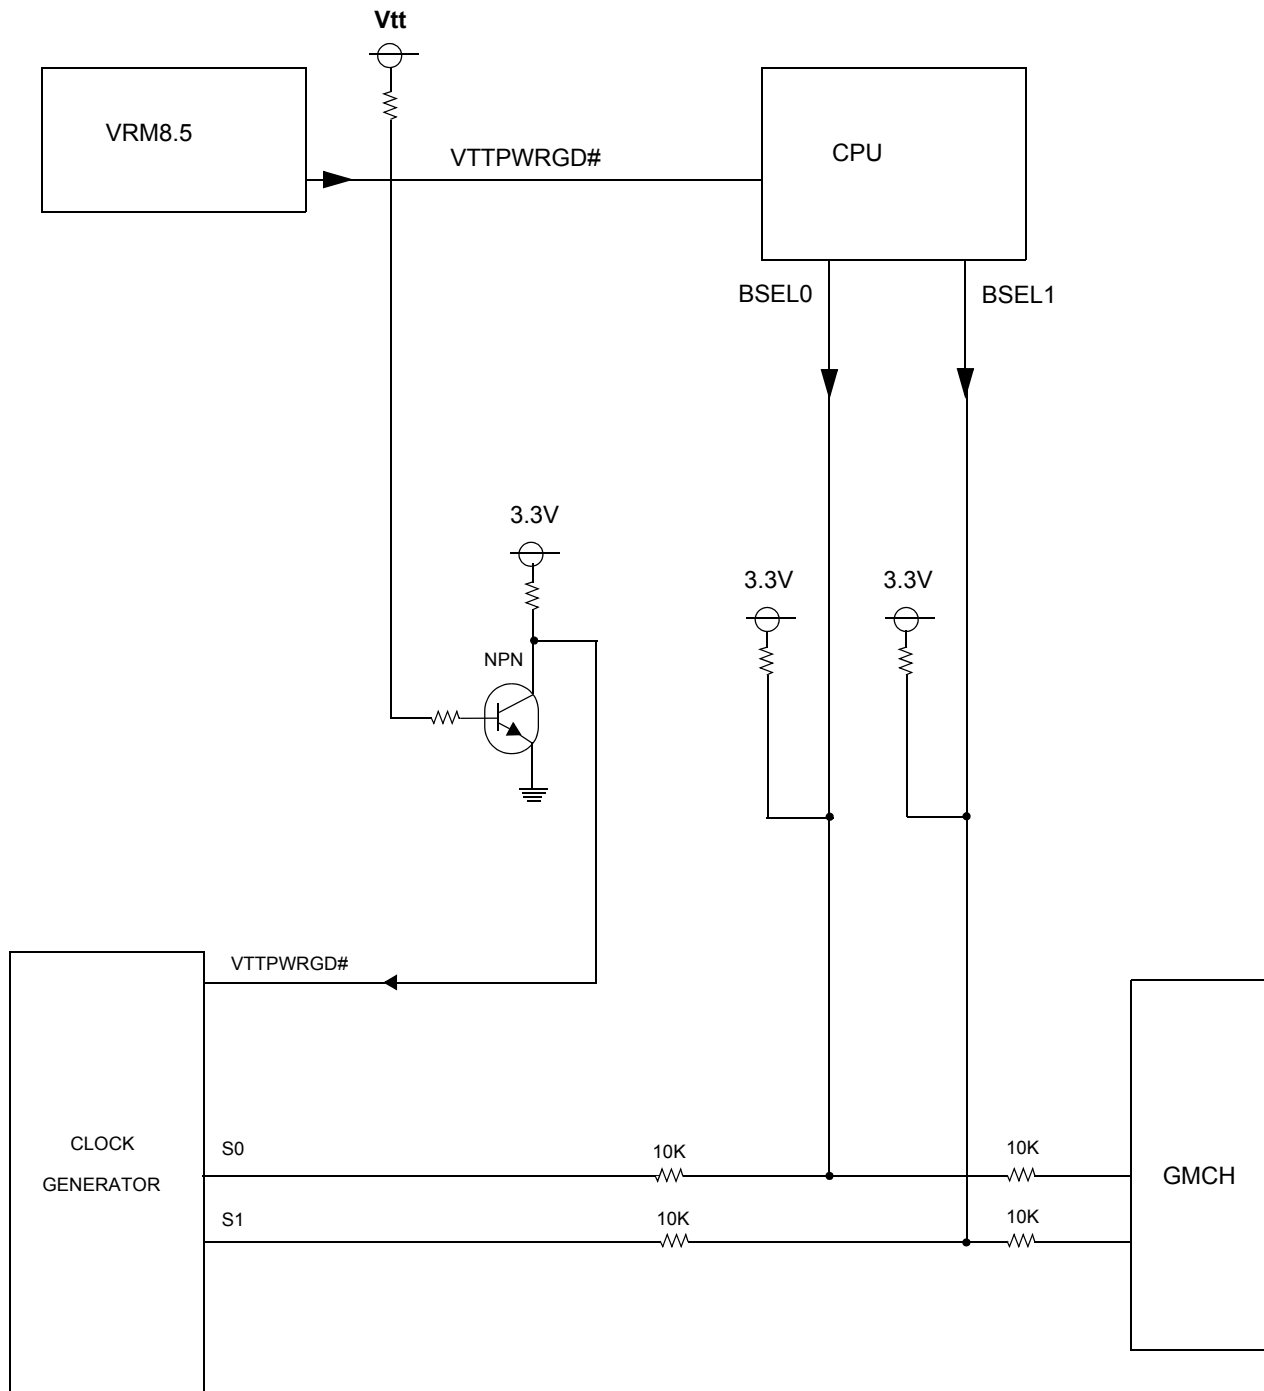 Vtt
VRM8.5
VTTPWRGD#
CPU
BSEL0
BSEL1
3.3V
3.3V
3.3V
NPN
VTTPWRGD#
CLOCK
GENERATOR
S0
10K
10K
GMCH
S1
10K
10K